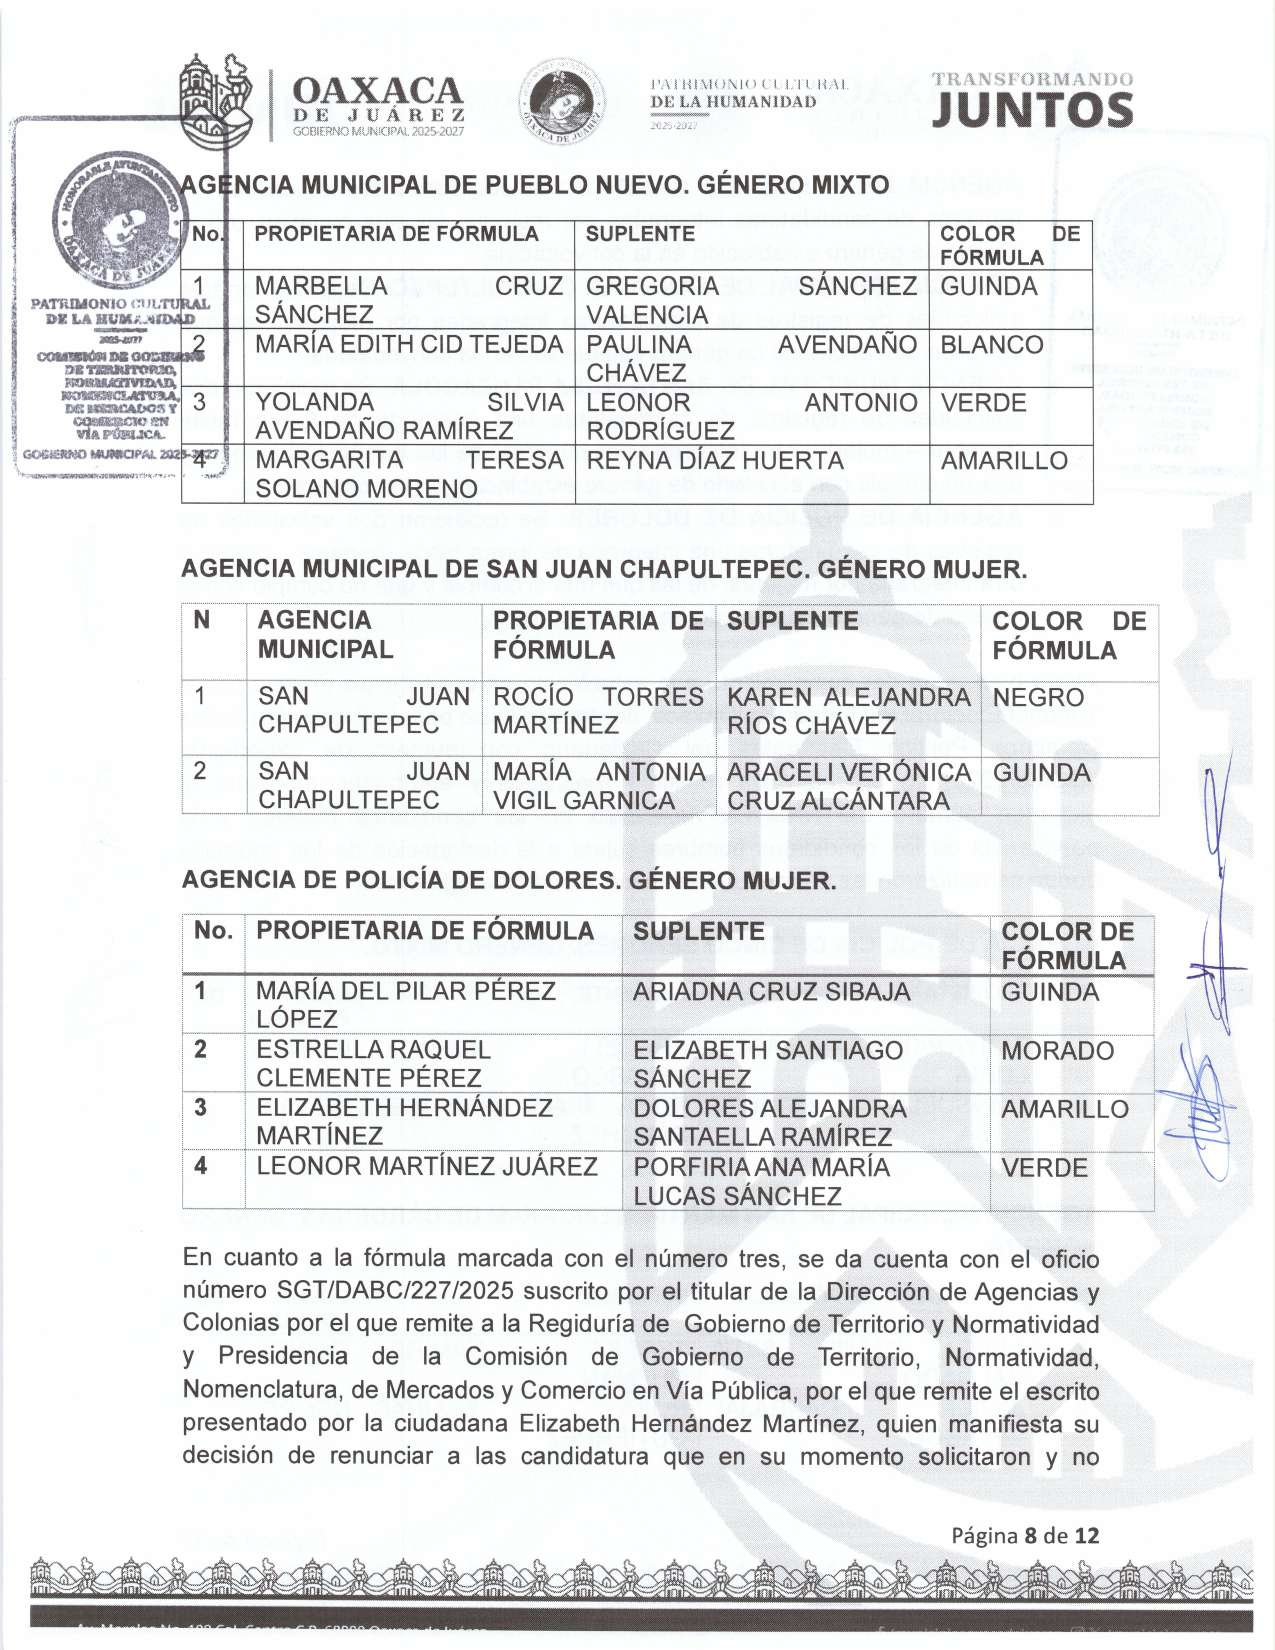 OAXACA
DE JUÁREZ
GOBIERNO MUNICIPAL 2025-2027
OAXACA DE JUÁREZ
PATRIMONIO CULTURAL
DE LA HUMANIDAD
2025-2027
TRANSFORMANDO
JUNTOS
HONORABLE AYUNTAMIENTO
OAXACA DE JUÁREZ
PATRIMONIO CULTURAL
DE LA HUMANIDAD
2025-2027
COMISIÓN DE GOBIERNO
DE TERRITORIO,
NORMATIVIDAD,
NOMENCLATURA,
DE MERCADOS Y
COMERCIO EN
VÍA PÚBLICA.
GOBIERNO MUNICIPAL 2025-2027
AGENCIA MUNICIPAL DE PUEBLO NUEVO. GÉNERO MIXTO
No. PROPIETARIA DE FÓRMULA SUPLENTE COLOR DE
FÓRMULA
1 MARBELLA CRUZ GREGORIA SÁNCHEZ GUINDA
SÁNCHEZ VALENCIA
2 MARÍA EDITH CID TEJEDA PAULINA AVENDAÑO BLANCO
CHÁVEZ
3 YOLANDA SILVIA LEONOR ANTONIO VERDE
AVENDAÑO RAMÍREZ RODRÍGUEZ
4 MARGARITA TERESA REYNA DÍAZ HUERTA AMARILLO
SOLANO MORENO
AGENCIA MUNICIPAL DE SAN JUAN CHAPULTEPEC. GÉNERO MUJER.
N AGENCIA PROPIETARIA DE SUPLENTE COLOR DE
MUNICIPAL FÓRMULA FÓRMULA
1 SAN JUAN ROCÍO TORRES KAREN ALEJANDRA NEGRO
CHAPULTEPEC MARTÍNEZ RÍOS CHÁVEZ
2 SAN JUAN MARÍA ANTONIA ARACELI VERÓNICA GUINDA
CHAPULTEPEC VIGIL GARNICA CRUZ ALCÁNTARA
AGENCIA DE POLICÍA DE DOLORES. GÉNERO MUJER.
No. PROPIETARIA DE FÓRMULA SUPLENTE COLOR DE
FÓRMULA
1 MARÍA DEL PILAR PÉREZ ARIADNA CRUZ SIBAJA GUINDA
LÓPEZ
2 ESTRELLA RAQUEL ELIZABETH SANTIAGO MORADO
CLEMENTE PÉREZ SÁNCHEZ
3 ELIZABETH HERNÁNDEZ DOLORES ALEJANDRA AMARILLO
MARTÍNEZ SANTAELLA RAMÍREZ
4 LEONOR MARTÍNEZ JUÁREZ PORFIRIA ANA MARÍA VERDE
LUCAS SÁNCHEZ
En cuanto a la fórmula marcada con el número tres, se da cuenta con el oficio
número SGT/DABC/227/2025 suscrito por el titular de la Dirección de Agencias y
Colonias por el que remite a la Regiduría de Gobierno de Territorio y Normatividad
y Presidencia de la Comisión de Gobierno de Territorio, Normatividad,
Nomenclatura, de Mercados y Comercio en Vía Pública, por el que remite el escrito
presentado por la ciudadana Elizabeth Hernández Martínez, quien manifiesta su
decisión de renunciar a las candidatura que en su momento solicitaron y no
Página 8 de 12